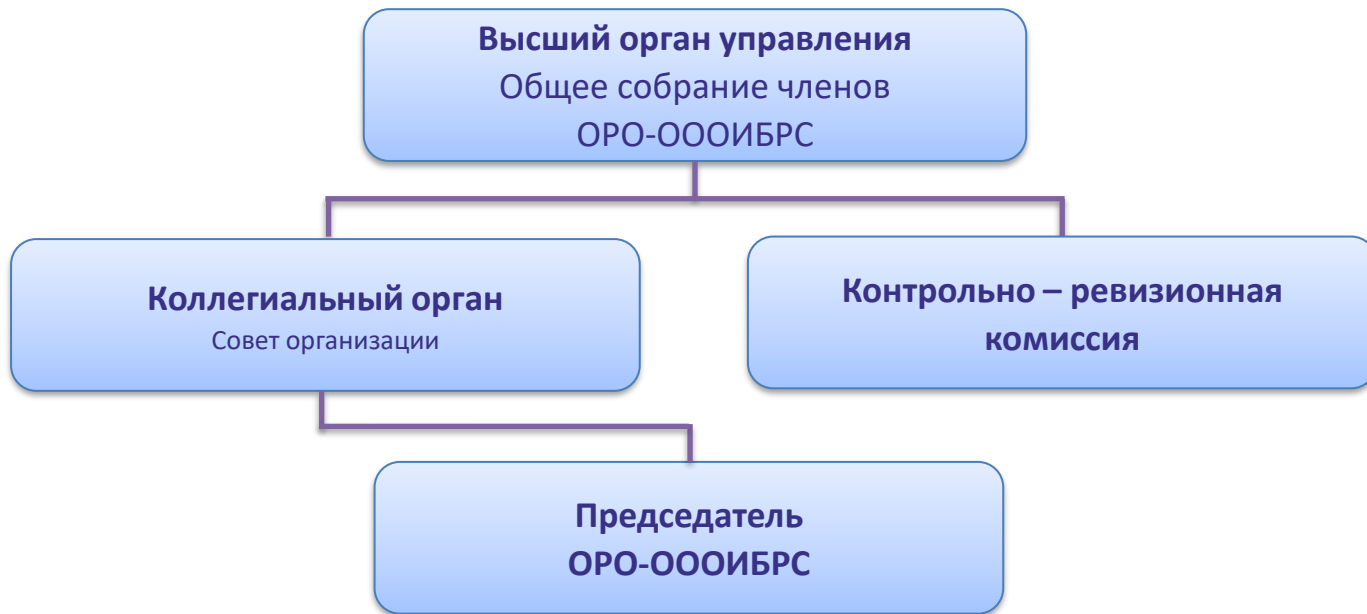 Высший орган управления
Общее собрание членов
ОРО-ОООИБРС
Коллегиальный орган
Совет организации
Контрольно – ревизионная
комиссия
Председатель
ОРО-ОООИБРС